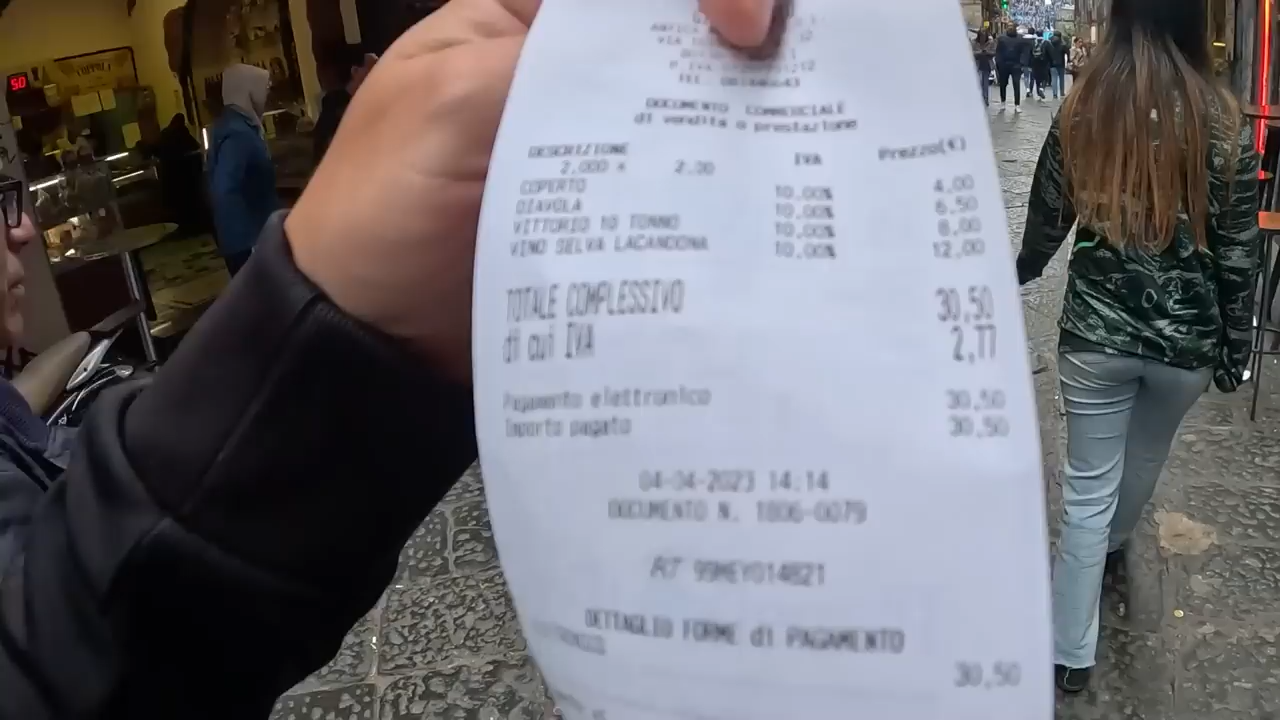 50
DOCUMENTO COMMERCIALE
di vendita o prestazione
DESCRIZIONE IVA Prezzo(€)
2,000 x 2,00
COPERTO 10,00% 4,00
DIAVOLA 10,00% 6,50
VITTORIO 10 TONNO 10,00% 8,00
VINO SELVA LACANDONA 10,00% 12,00
TOTALE COMPLESSIVO 30,50
di cui IVA 2,77
Pagamento elettronico 30,50
Importo pagato 30,50
04-04-2023 14:14
DOCUMENTO N. 1806-0079
RT 99MEY014821
DETTAGLIO FORME di PAGAMENTO
30,50